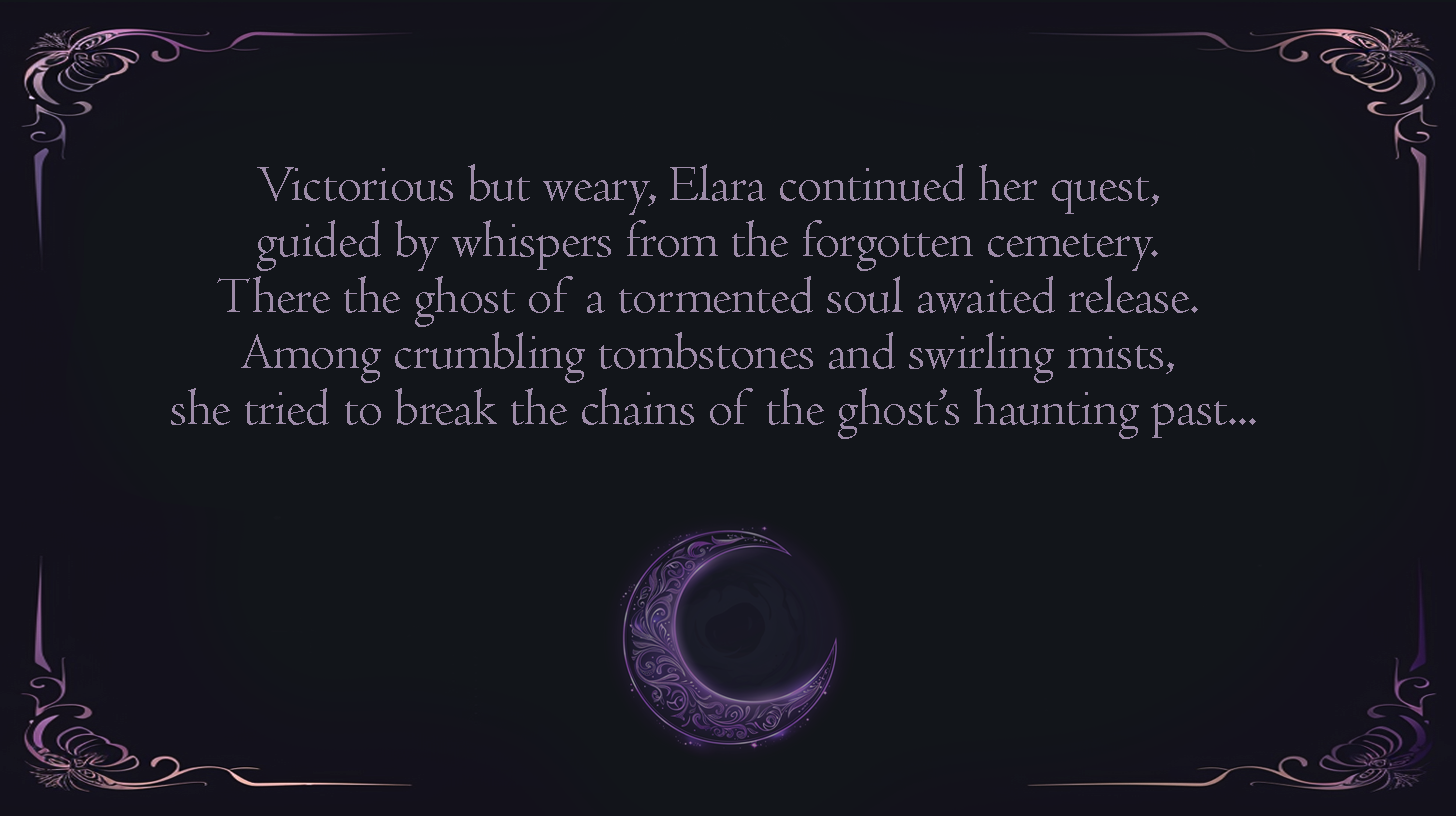 Victorious but weary, Elara continued her quest,
guided by whispers from the forgotten cemetery.
There the ghost of a tormented soul awaited release.
Among crumbling tombstones and swirling mists,
she tried to break the chains of the ghost’s haunting past...